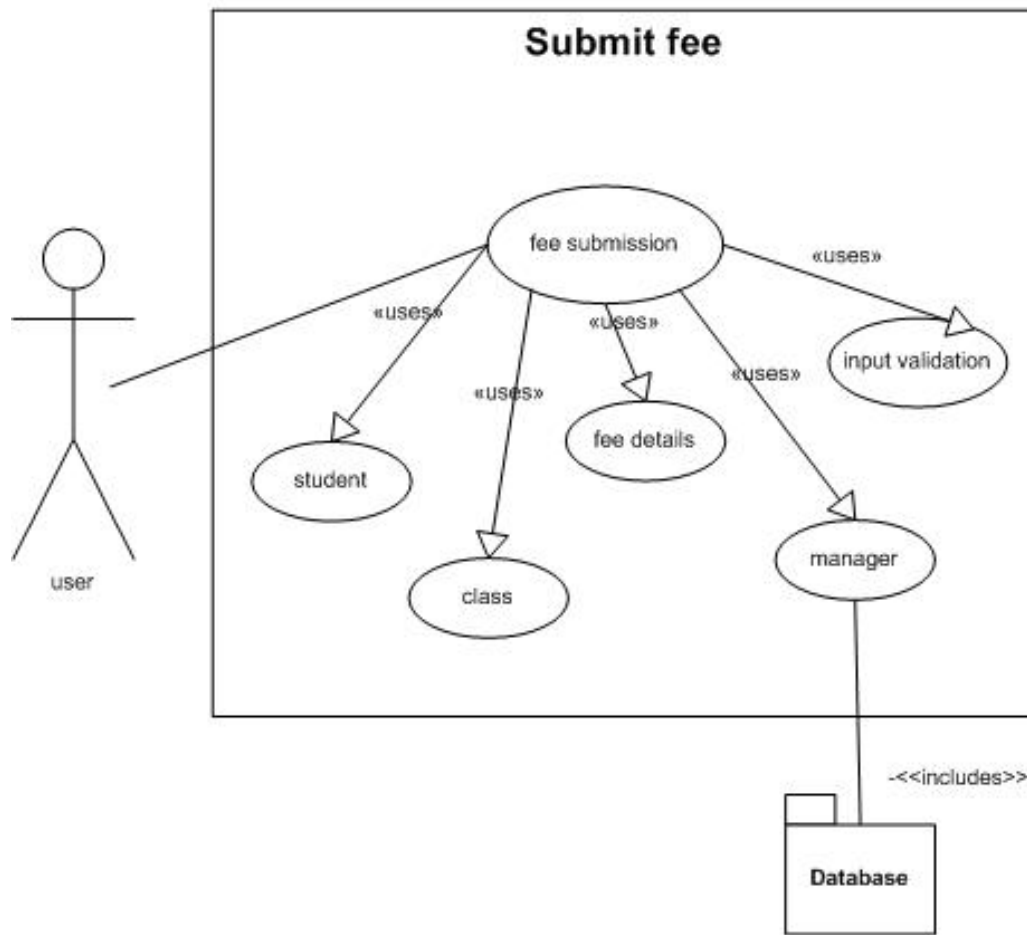 Submit fee
fee submission
«uses»
«uses»
«uses»
«uses»
«uses»
input validation
fee details
student
manager
class
user
-<<includes>>
Database